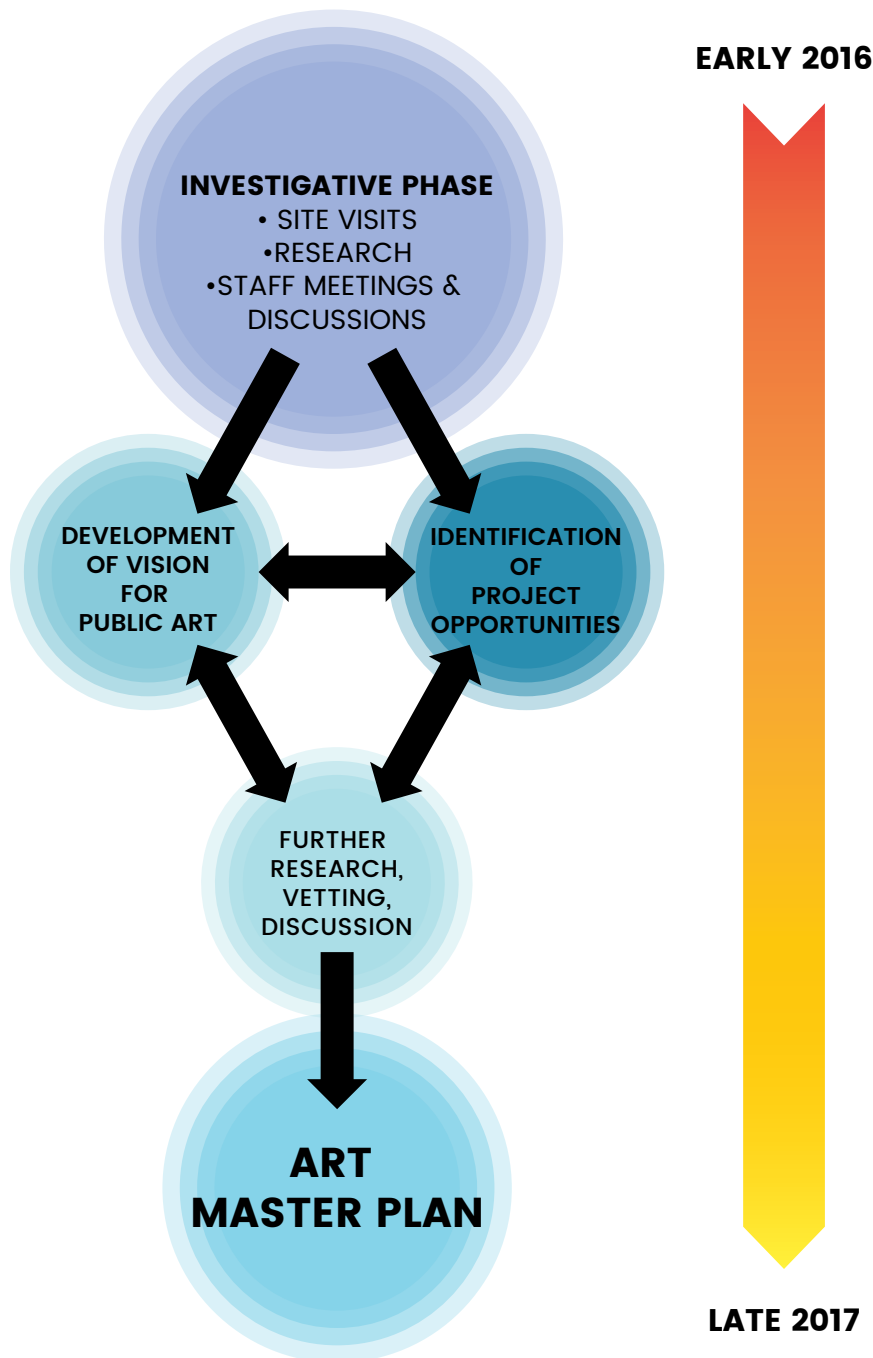 EARLY 2016
INVESTIGATIVE PHASE
• SITE VISITS
•RESEARCH
•STAFF MEETINGS &
DISCUSSIONS
DEVELOPMENT
OF VISION
FOR
PUBLIC ART
IDENTIFICATION
OF
PROJECT
OPPORTUNITIES
FURTHER
RESEARCH,
VETTING,
DISCUSSION
ART
MASTER PLAN
LATE 2017